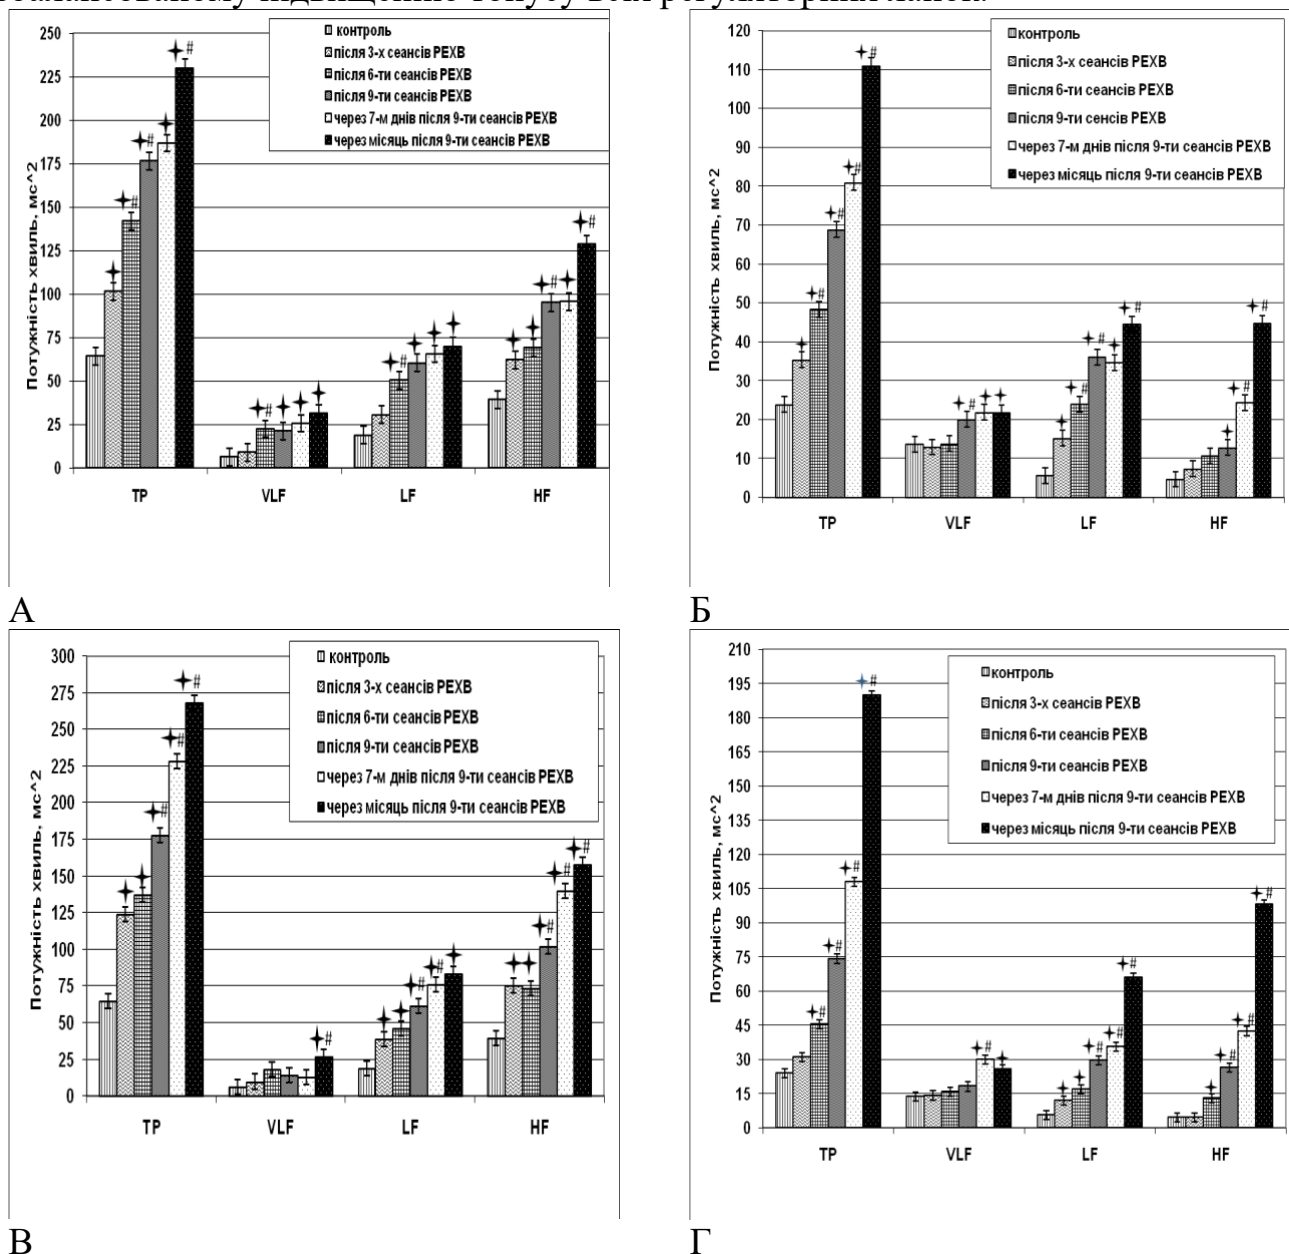 контроль
після 3-х сеансів РЕХВ
після 6-ти сеансів РЕХВ
після 9-ти сеансів РЕХВ
через 7-м днів після 9-ти сеансів РЕХВ
через місяць після 9-ти сеансів РЕХВ
Потужність хвиль. мс^2
250
225
200
175
150
125
100
75
50
25
0
TP VLF LF HF
А
контроль
після 3-х сеансів РЕХВ
після 6-ти сеансів РЕХВ
після 9-ти сенсів РЕХВ
через 7-м днів після 9-ти сеансів РЕХВ
через місяць після 9-ти сеансів РЕХВ
Потужність хвиль, мс^2
120
110
100
90
80
70
60
50
40
30
20
10
0
TP VLF LF HF
Б
контроль
після 3-х сеансів РЕХВ
після 6-ти сеансів РЕХВ
після 9-ти сеансів РЕХВ
через 7-м днів після 9-ти сеансів РЕХВ
через місяць після 9-ти сеансів РЕХВ
Потужність хвиль. мс^2
300
275
250
225
200
175
150
125
100
75
50
25
0
TP VLF LF HF
В
контроль
після 3-х сеансів РЕХВ
після 6-ти сеансів РЕХВ
після 9-ти сеансів РЕХВ
через 7-м днів після 9-ти сеансів РЕХВ
через місяць після 9-ти сеансів РЕХВ
Потужність хвиль, мс^2
210
195
180
165
150
135
120
105
90
75
60
45
30
15
0
TP VLF LF HF
Г